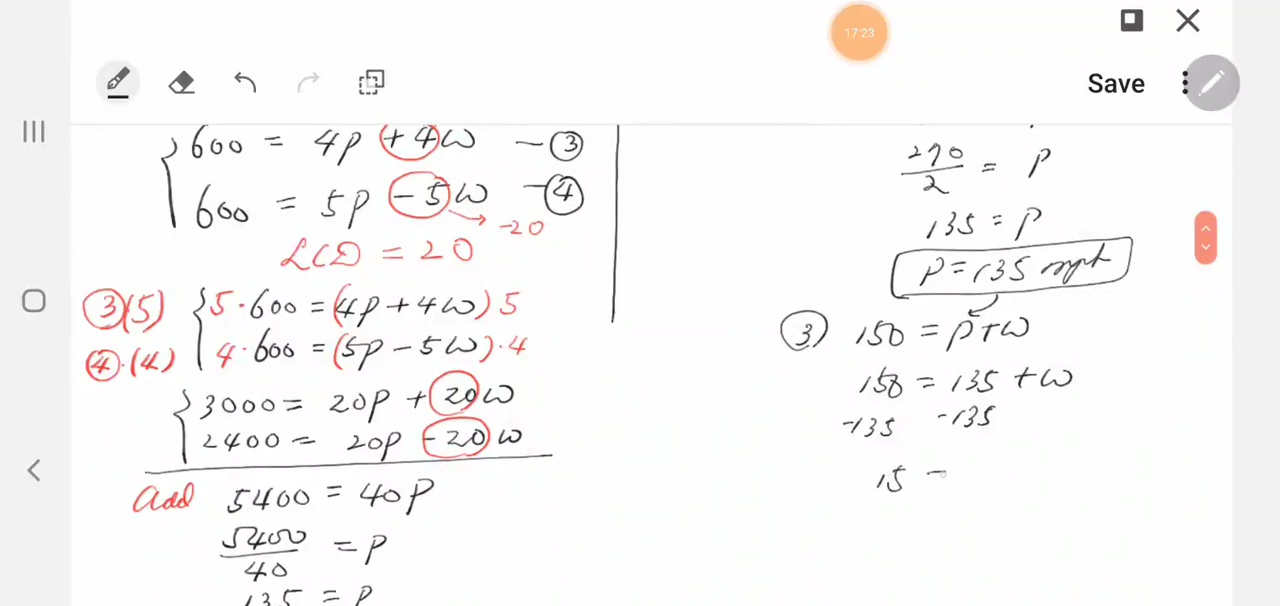 17:23
Save
600 = 4p + 4w - ③
600 = 5p - 5w - ④
→ -20
LCD = 20
③(5) 5·600 = (4p + 4w) 5
④·(4) 4·600 = (5p - 5w)·4
3000 = 20p + 20w
2400 = 20p - 20w
Add 5400 = 40p
5400/40 = p
135 = p
270/2 = p
135 = p
p = 135 mph
③ 150 = p + w
150 = 135 + w
-135 -135
15 =